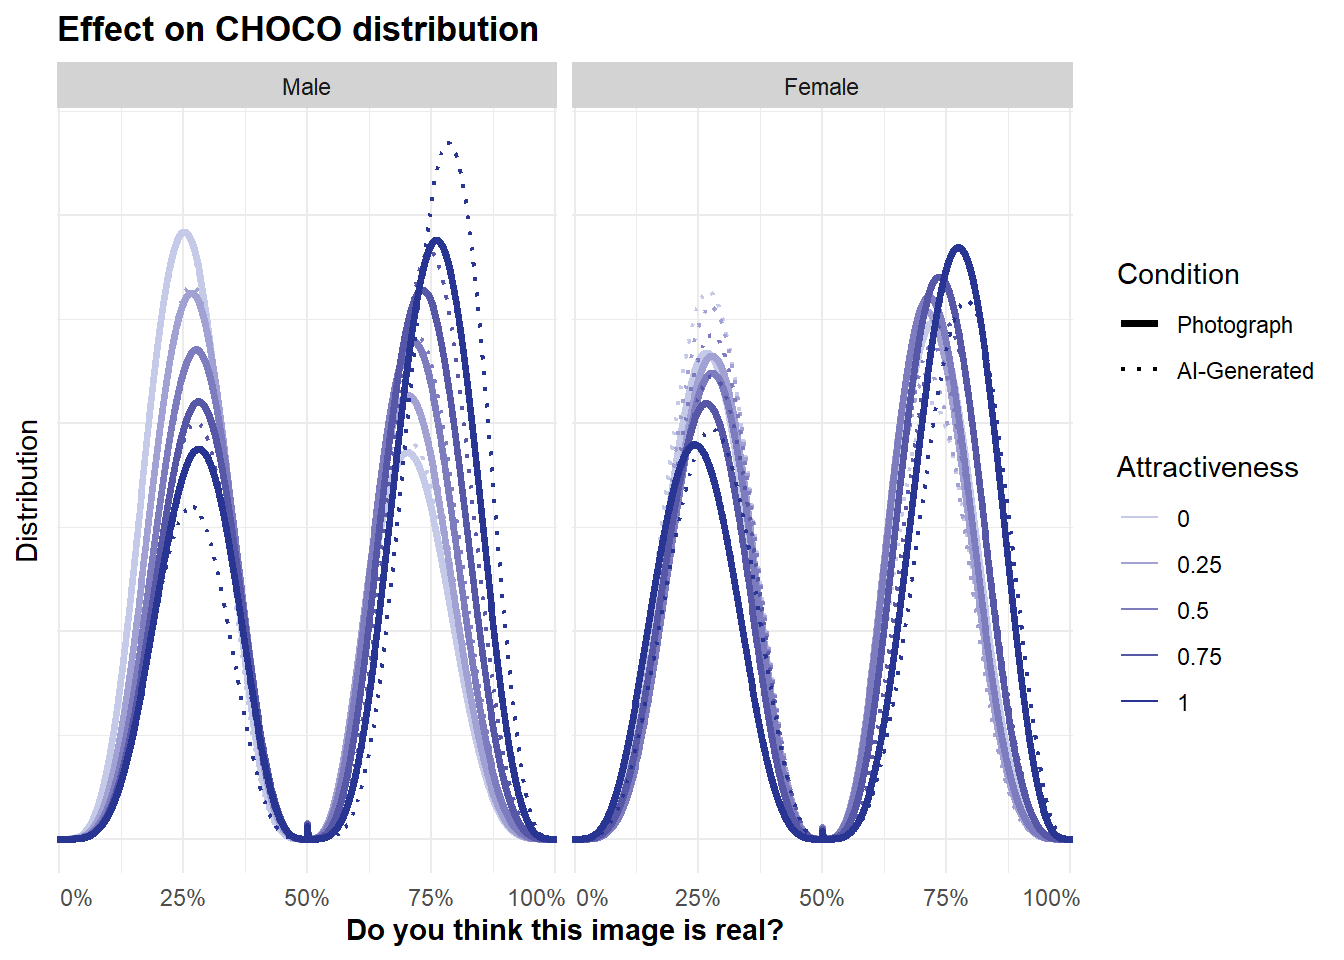 Effect on CHOCO distribution
Male
Female
Distribution
0%
25%
50%
75%
100%
0%
25%
50%
75%
100%
Do you think this image is real?
Condition
Photograph
AI-Generated
Attractiveness
0
0.25
0.5
0.75
1